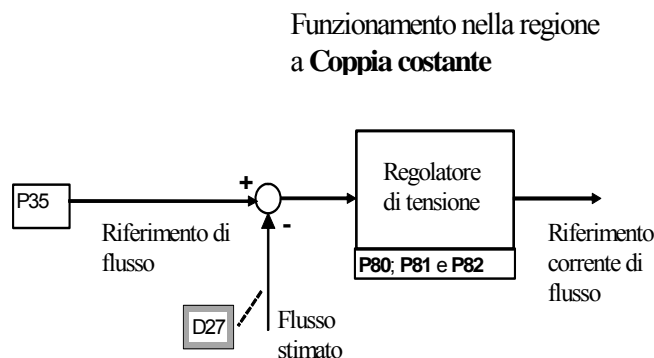 Funzionamento nella regione
a Coppia costante
P35
+
-
Riferimento di
flusso
Regolatore
di tensione
P80; P81 e P82
Riferimento
corrente di
flusso
D27
Flusso
stimato